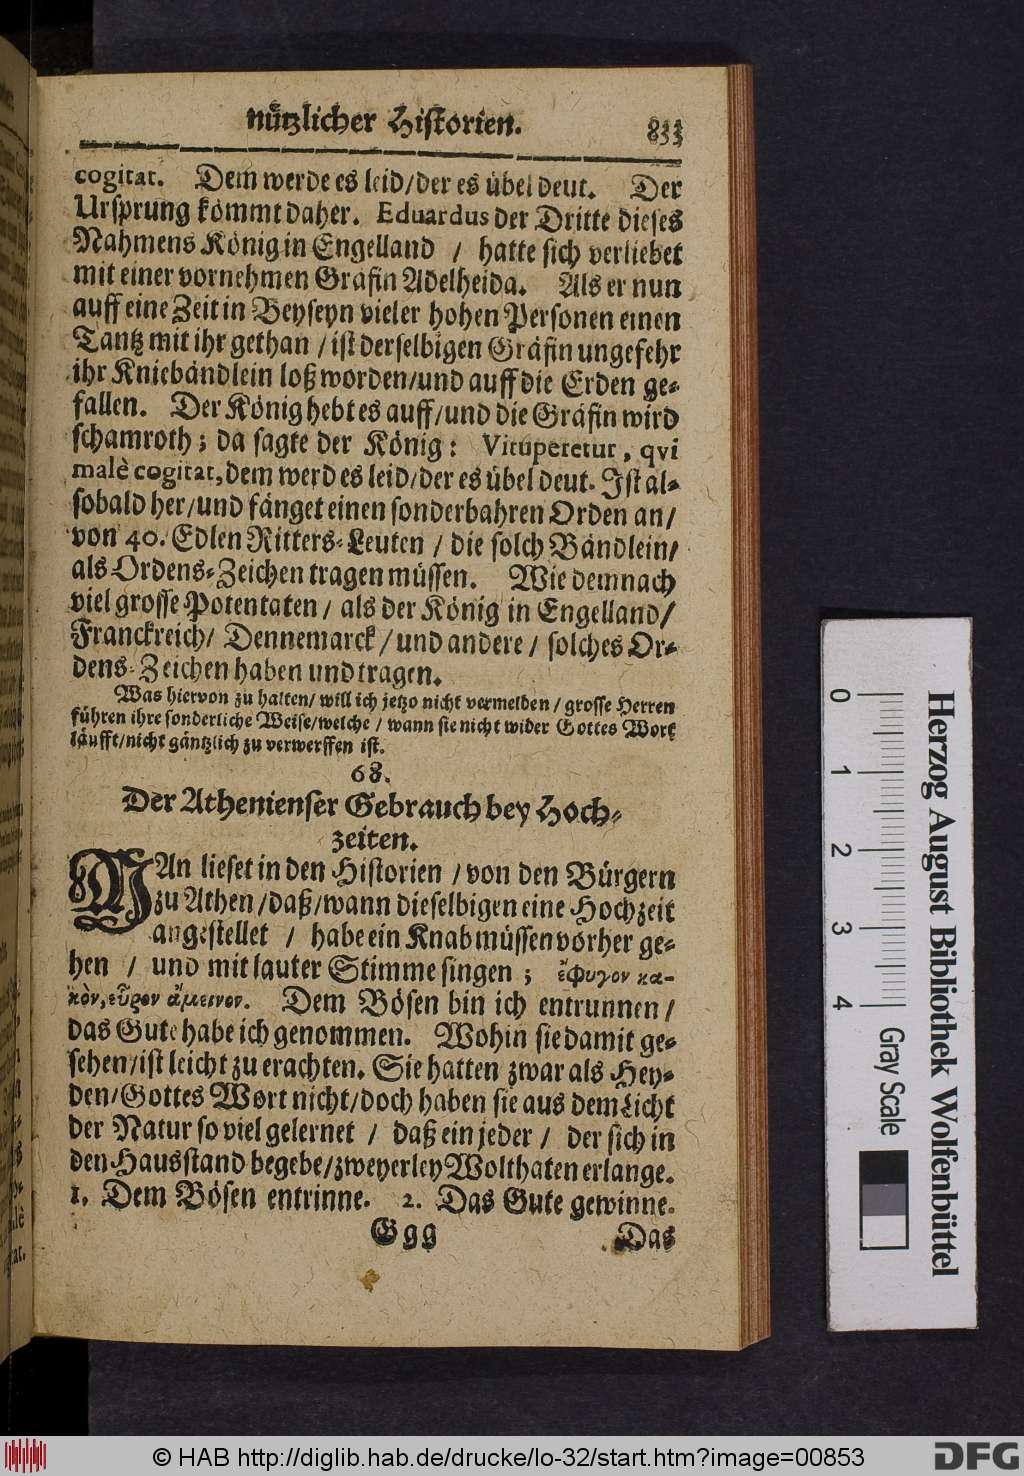 nützlicher Historien. 833
cogitat. Dem werde es leid/der es übel deut. Der
Ursprung kommt daher. Eduardus der Dritte dieses
Nahmens König in Engelland / hatte sich verliebet
mit einer vornehmen Gräfin Adelheida. Als er nun
auff eine Zeit in Beyseyn vieler hohen Personen einen
Tantz mit ihr gethan / ist derselbigen Gräfin ungefehr
ihr Kniebändlein loß worden/und auff die Erden ge-
fallen. Der König hebt es auff/und die Gräfin wird
schamroth; da sagte der König: Vituperetur, qvi
malè cogitat, dem werd es leid/der es übel deut. Ist al-
sobald her/und fänget einen sonderbahren Orden an/
von 40. Edlen Ritters-Leuten / die solch Bändlein/
als Ordens-Zeichen tragen müssen. Wie demnach
viel grosse Potentaten / als der König in Engelland/
Franckreich/ Dennemarck / und andere / solches Or-
dens-Zeichen haben und tragen.
Was hiervon zu halten/ will ich jetzo nicht vermelden / grosse Herren
führen ihre sonderliche Weise/welche / wann sie nicht wider Gottes Wort
läufft/nicht gäntzlich zu verwerffen ist.
68.
Der Athenienser Gebrauch bey Hoch-
zeiten.
MAn lieset in den Historien / von den Bürgern
zu Athen/daß/wann dieselbigen eine Hochzeit
angestellet / habe ein Knab müssen vorher ge-
hen / und mit lauter Stimme singen; ἔφυγον κα-
κὸν, εὗρον ἄμεινον. Dem Bösen bin ich entrunnen /
das Gute habe ich genommen. Wohin sie damit ge-
sehen/ist leicht zu erachten. Sie hatten zwar als Hey-
den/Gottes Wort nicht/doch haben sie aus dem Licht
der Natur so viel gelernet / daß ein jeder / der sich in
den Hausstand begebe/zweyerley Wolthaten erlange.
1. Dem Bösen entrinne. 2. Das Gute gewinne.
Ggg Das
Herzog August Bibliothek Wolfenbüttel
0 1 2 3 4 Gray Scale
© HAB http://diglib.hab.de/drucke/lo-32/start.htm?image=00853
DFG